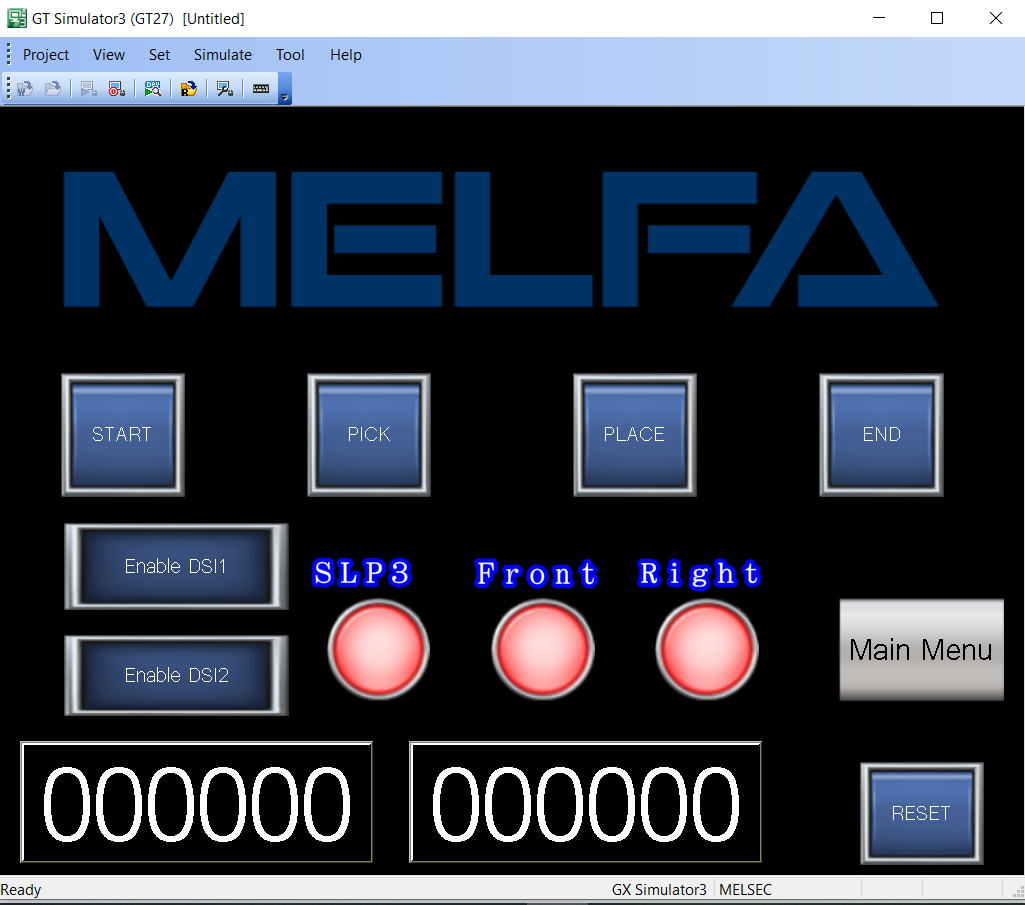 GT Simulator3 (GT27)  [Untitled]
Project View Set Simulate Tool Help
MELFA
START PICK PLACE END
Enable DSI1
SLP3 Front Right
Enable DSI2
Main Menu
000000 000000
RESET
Ready GX Simulator3 MELSEC